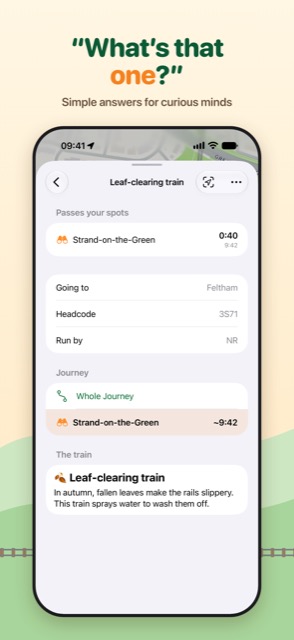 “What’s that
one?”
Simple answers for curious minds
09:41
Leaf-clearing train
Passes your spots
Strand-on-the-Green
0:40
9:42
Going to
Feltham
Headcode
3S71
Run by
NR
Journey
Whole Journey
Strand-on-the-Green
~9:42
The train
Leaf-clearing train
In autumn, fallen leaves make the rails slippery.
This train sprays water to wash them off.